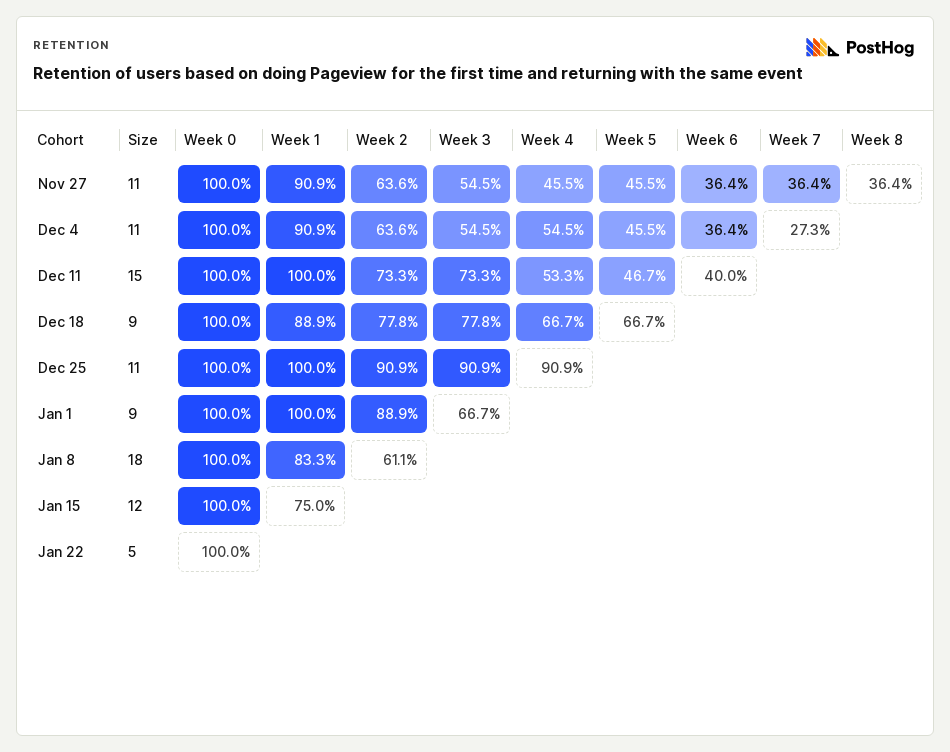 RETENTION
PostHog
Retention of users based on doing Pageview for the first time and returning with the same event
Cohort Size Week 0 Week 1 Week 2 Week 3 Week 4 Week 5 Week 6 Week 7 Week 8
Nov 27 11 100.0% 90.9% 63.6% 54.5% 45.5% 45.5% 36.4% 36.4% 36.4%
Dec 4 11 100.0% 90.9% 63.6% 54.5% 54.5% 45.5% 36.4% 27.3%
Dec 11 15 100.0% 100.0% 73.3% 73.3% 53.3% 46.7% 40.0%
Dec 18 9 100.0% 88.9% 77.8% 77.8% 66.7% 66.7%
Dec 25 11 100.0% 100.0% 90.9% 90.9% 90.9%
Jan 1 9 100.0% 100.0% 88.9% 66.7%
Jan 8 18 100.0% 83.3% 61.1%
Jan 15 12 100.0% 75.0%
Jan 22 5 100.0%